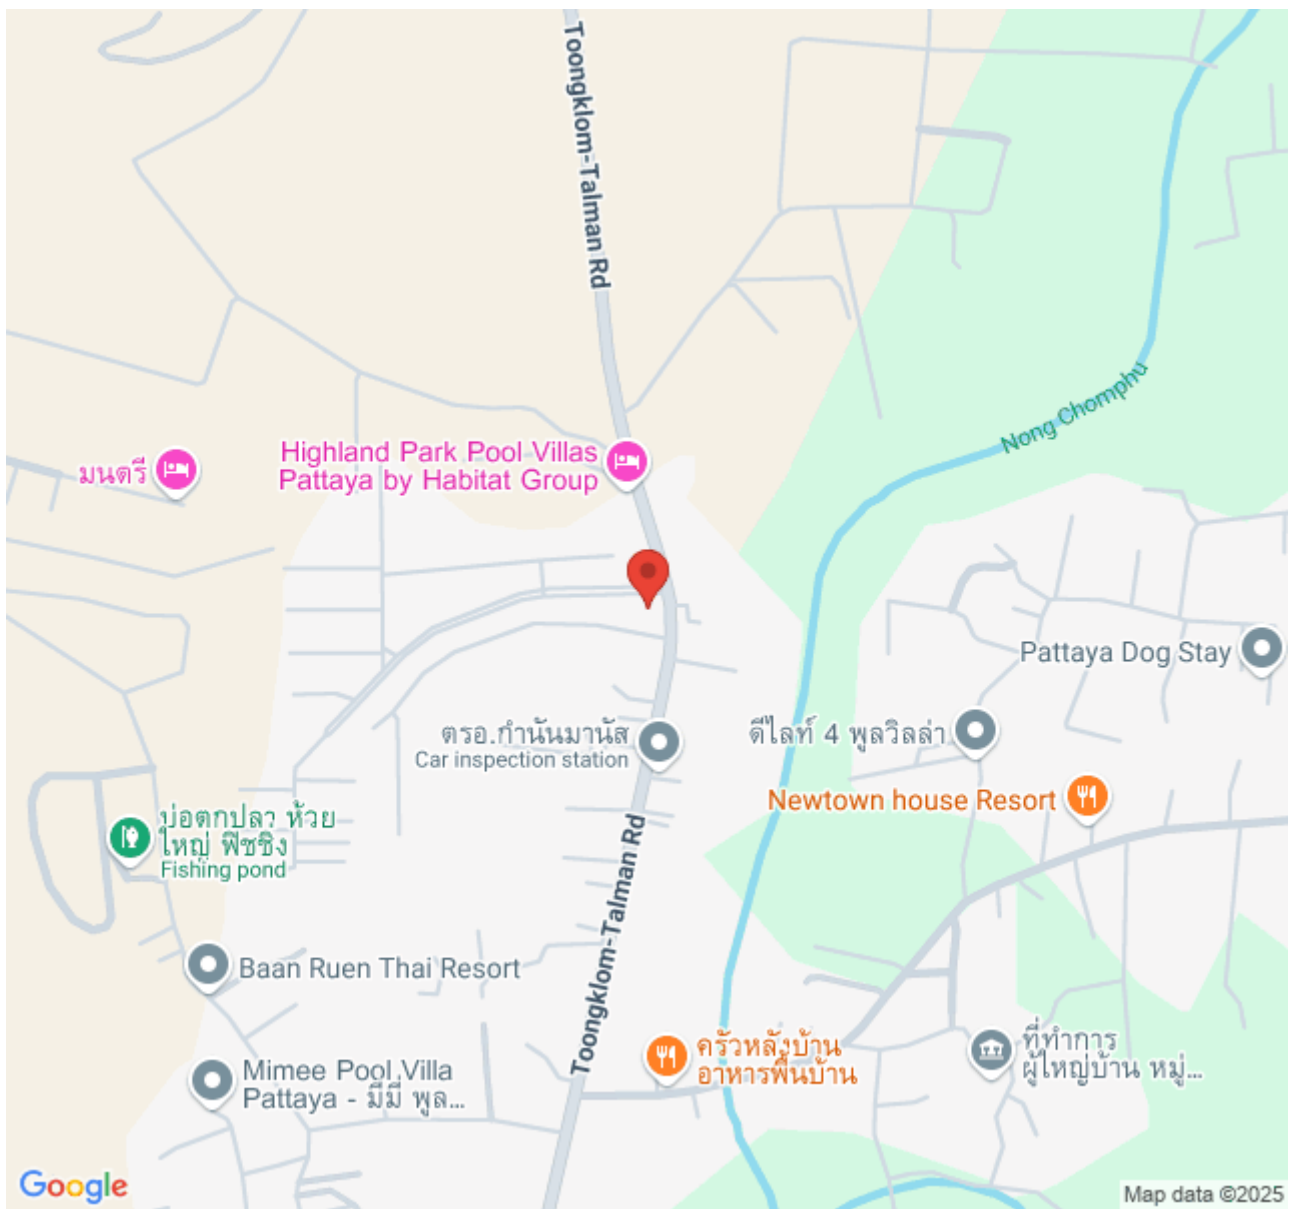 Toongklom-Talman Rd
Nong Chomphu
Highland Park Pool Villas
Pattaya by Habitat Group
มนตรี
Pattaya Dog Stay
ตรอ.กำนันมานัส
Car inspection station
ดีไลท์ 4 พูลวิลล่า
Newtown house Resort
บ่อตกปลา ห้วย
ใหญ่ ฟิชชิง
Fishing pond
Toongklom-Talman Rd
Baan Ruen Thai Resort
ครัวหลังบ้าน
อาหารพื้นบ้าน
ที่ทำการ
ผู้ใหญ่บ้าน หมู่...
Mimee Pool Villa
Pattaya - มีมี่ พูล...
Google
Map data ©2025